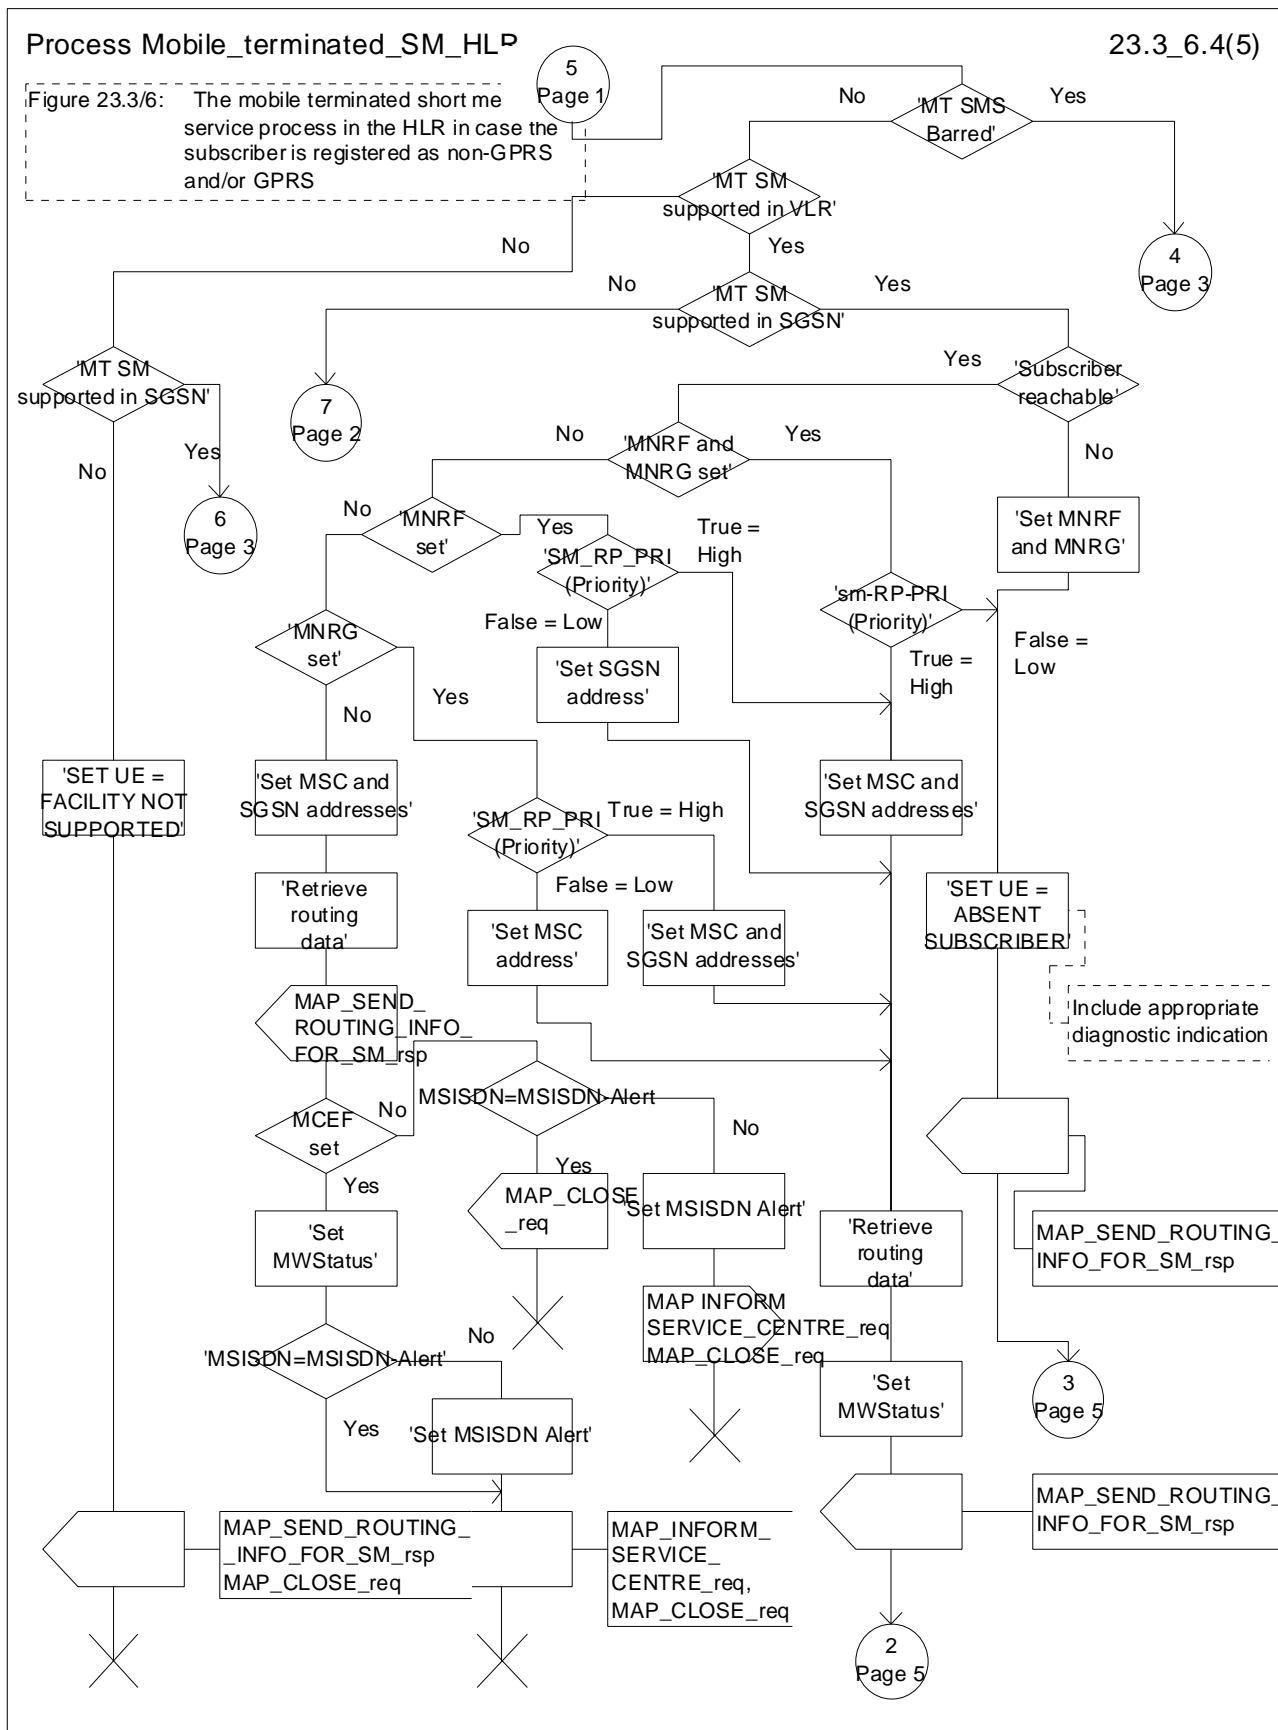 Process Mobile_terminated_SM_HLR
23.3_6.4(5)
5
Page 1
Figure 23.3/6: The mobile terminated short me
service process in the HLR in case the
subscriber is registered as non-GPRS
and/or GPRS
No
'MT SMS
Barred'
Yes
'MT SM
supported in VLR'
No
Yes
4
Page 3
No
'MT SM
supported in SGSN'
Yes
'MT SM
supported in SGSN'
Yes
'Subscriber
reachable'
7
Page 2
No
Yes
No
'MNRF and
MNRG set'
Yes
No
6
Page 3
No
'MNRF
set'
Yes
True =
High
'Set MNRF
and MNRG'
'SM_RP_PRI
(Priority)'
'sm-RP-PRI
(Priority)'
False = Low
'MNRG
set'
False =
Low
True =
High
'Set SGSN
address'
Yes
No
'SET UE =
FACILITY NOT
SUPPORTED'
'Set MSC and
SGSN addresses'
'Set MSC and
SGSN addresses'
'SM_RP_PRI
(Priority)'
True = High
False = Low
'Retrieve
routing
data'
'SET UE =
ABSENT
SUBSCRIBER'
'Set MSC
address'
'Set MSC and
SGSN addresses'
MAP_SEND_
ROUTING_INFO_
FOR_SM_rsp
Include appropriate
diagnostic indication
MSISDN=MSISDN-Alert
No
MCEF
set
No
Yes
Yes
MAP_CLOSE
_req
'Set MSISDN Alert'
'Set
MWStatus'
'Retrieve
routing
data'
MAP_SEND_ROUTING_
INFO_FOR_SM_rsp
MAP INFORM
SERVICE_CENTRE_req
MAP_CLOSE_req
No
'MSISDN=MSISDN-Alert'
'Set
MWStatus'
3
Page 5
Yes
'Set MSISDN Alert'
MAP_SEND_ROUTING_
INFO_FOR_SM_rsp
MAP_SEND_ROUTING_
_INFO_FOR_SM_rsp
MAP_CLOSE_req
MAP_INFORM_
SERVICE_
CENTRE_req,
MAP_CLOSE_req
2
Page 5